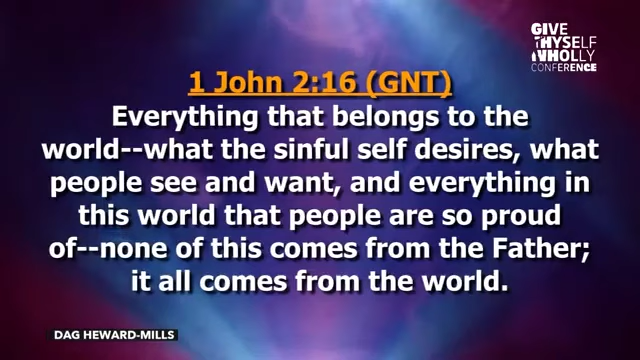 GIVE
THYSELF
WHOLLY
CONFERENCE
1 John 2:16 (GNT)
Everything that belongs to the
world--what the sinful self desires, what
people see and want, and everything in
this world that people are so proud
of--none of this comes from the Father;
it all comes from the world.
DAG HEWARD-MILLS